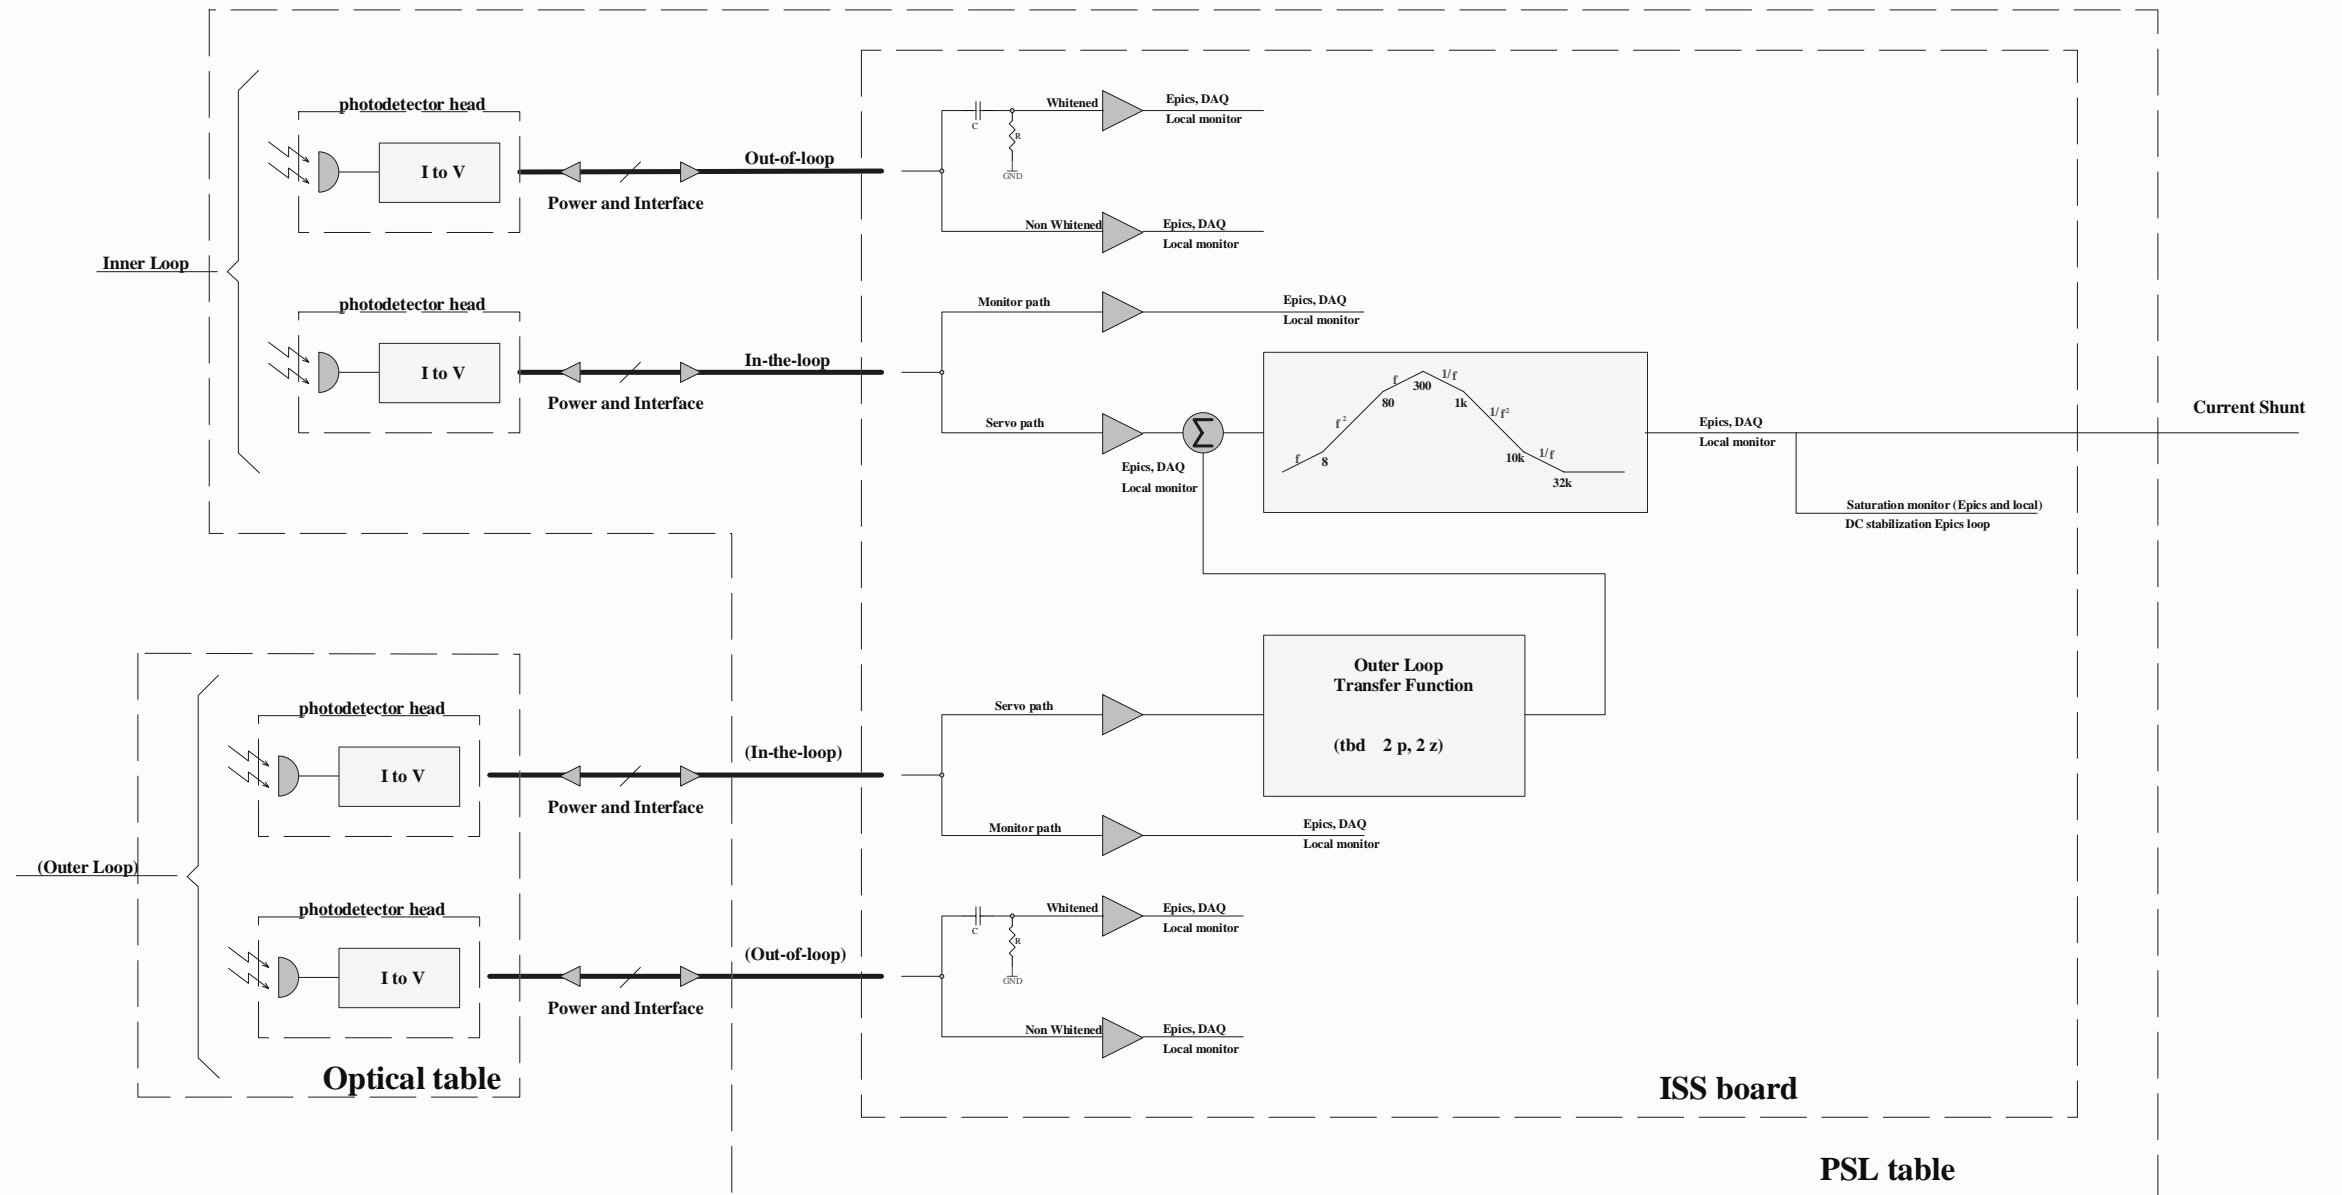 photodetector head
I to V
Out-of-loop
Power and Interface
C
R
GND
Whitened
Epics, DAQ
Local monitor
Non Whitened
Epics, DAQ
Local monitor
Inner Loop
photodetector head
I to V
In-the-loop
Power and Interface
Monitor path
Epics, DAQ
Local monitor
Servo path
Σ
Epics, DAQ
Local monitor
f
8
f²
80
f
300
1/f
1k
1/f²
10k
1/f
32k
Epics, DAQ
Local monitor
Current Shunt
Saturation monitor (Epics and local)
DC stabilization Epics loop
photodetector head
I to V
(In-the-loop)
Power and Interface
Servo path
Outer Loop
Transfer Function
(tbd 2 p, 2 z)
Monitor path
Epics, DAQ
Local monitor
(Outer Loop)
photodetector head
I to V
(Out-of-loop)
Power and Interface
C
R
GND
Whitened
Epics, DAQ
Local monitor
Non Whitened
Epics, DAQ
Local monitor
Optical table
ISS board
PSL table